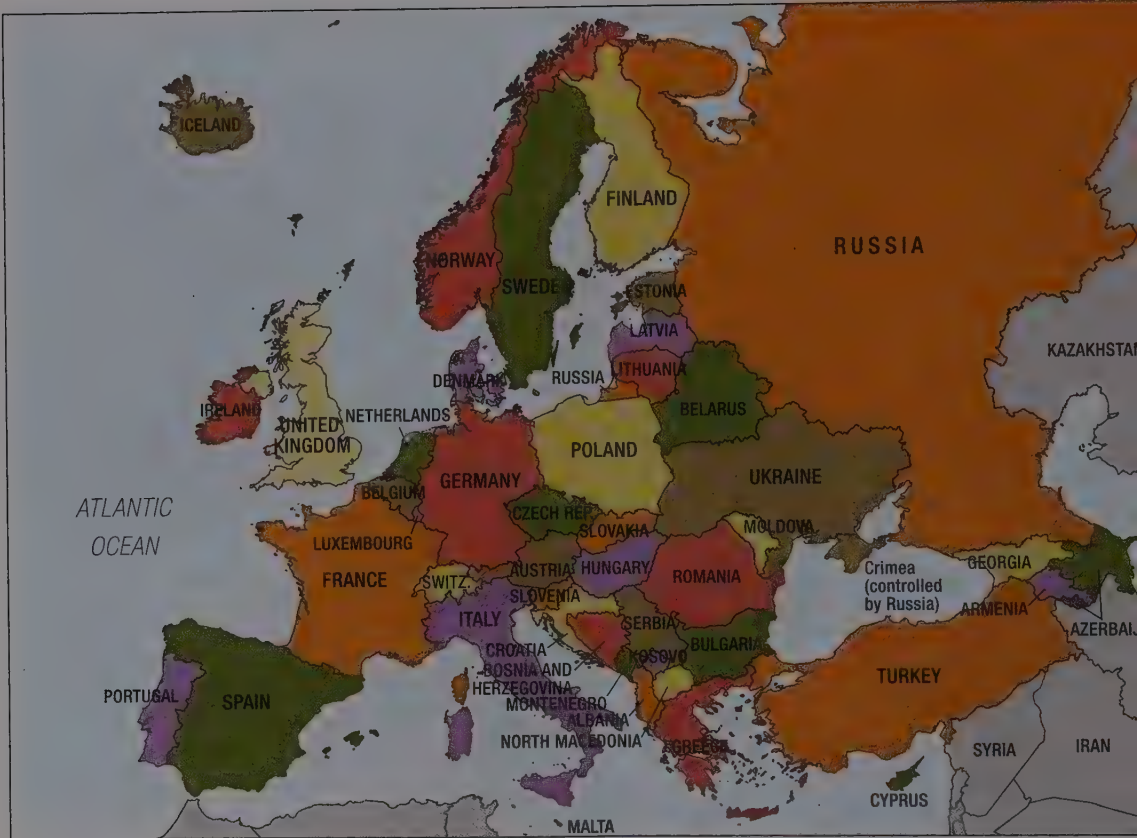 ICELAND
FINLAND
RUSSIA
NORWAY
SWEDEN
ESTONIA
LATVIA
KAZAKHSTAN
LITHUANIA
RUSSIA
DENMARK
IRELAND
NETHERLANDS
BELARUS
UNITED
KINGDOM
POLAND
GERMANY
UKRAINE
BELGIUM
ATLANTIC
OCEAN
CZECH REP.
SLOVAKIA
MOLDOVA
LUXEMBOURG
AUSTRIA
HUNGARY
ROMANIA
GEORGIA
Crimea
(controlled
by Russia)
FRANCE
SWITZ.
SLOVENIA
ARMENIA
ITALY
SERBIA
AZERBAI
CROATIA
KOSOVO
BULGARIA
BOSNIA AND
HERZEGOVINA
PORTUGAL
SPAIN
MONTENEGRO
ALBANIA
TURKEY
NORTH MACEDONIA
GREECE
SYRIA
IRAN
CYPRUS
MALTA